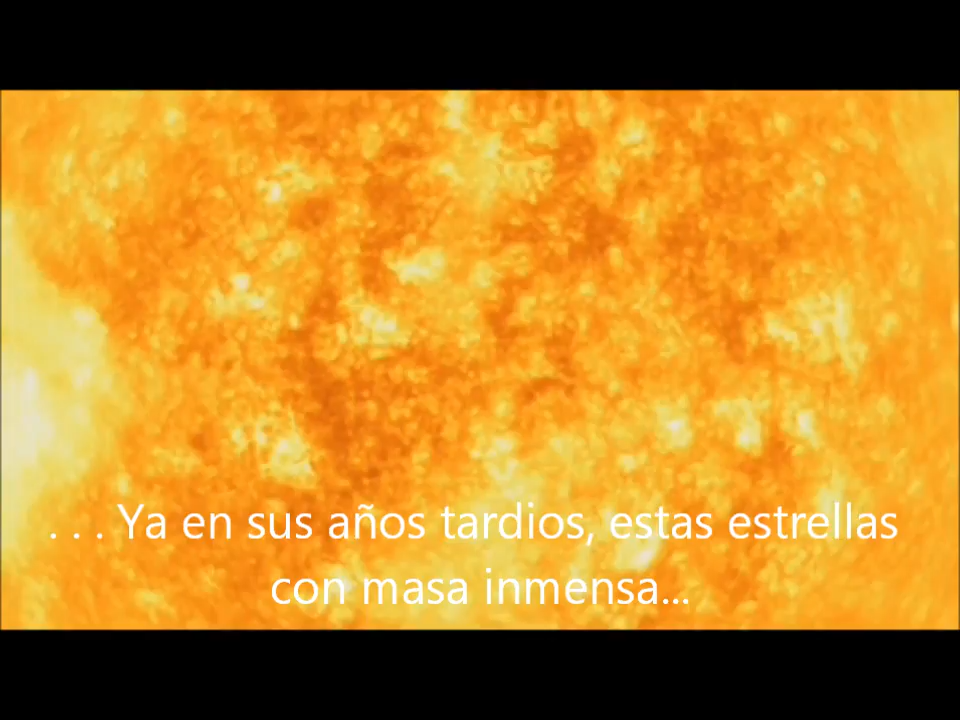 . . . Ya en sus años tardios, estas estrellas
con masa inmensa...